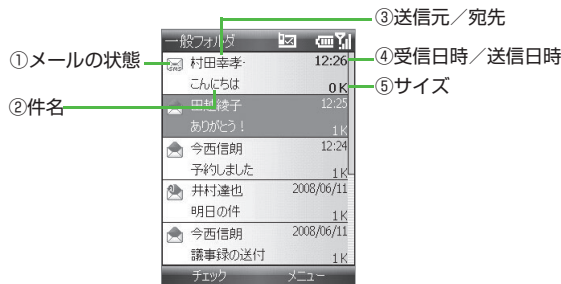 ③送信元／宛先
一般フォルダ
①メールの状態
村田幸孝
12:26
④受信日時／送信日時
こんにちは
0K
⑤サイズ
②件名
田越綾子
12:25
ありがとう！
1K
今西信朗
12:24
予約しました
1K
井村達也
2008/06/11
明日の件
1K
今西信朗
2008/06/11
議事録の送付
1K
チェック
メニュー